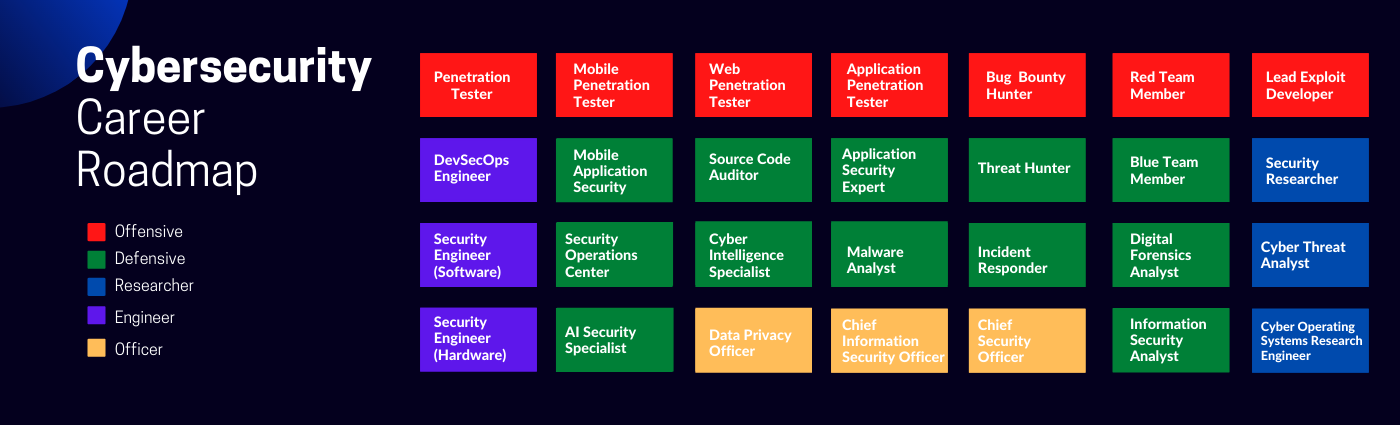 Cybersecurity
Career
Roadmap
Offensive
Defensive
Researcher
Engineer
Officer
Penetration
Tester
Mobile
Penetration
Tester
Web
Penetration
Tester
Application
Penetration
Tester
Bug Bounty
Hunter
Red Team
Member
Lead Exploit
Developer
DevSecOps
Engineer
Mobile
Application
Security
Source Code
Auditor
Application
Security
Expert
Threat Hunter
Blue Team
Member
Security
Researcher
Security
Engineer
(Software)
Security
Operations
Center
Cyber
Intelligence
Specialist
Malware
Analyst
Incident
Responder
Digital
Forensics
Analyst
Cyber Threat
Analyst
Security
Engineer
(Hardware)
AI Security
Specialist
Data Privacy
Officer
Chief
Information
Security Officer
Chief
Security
Officer
Information
Security
Analyst
Cyber Operating
Systems Research
Engineer